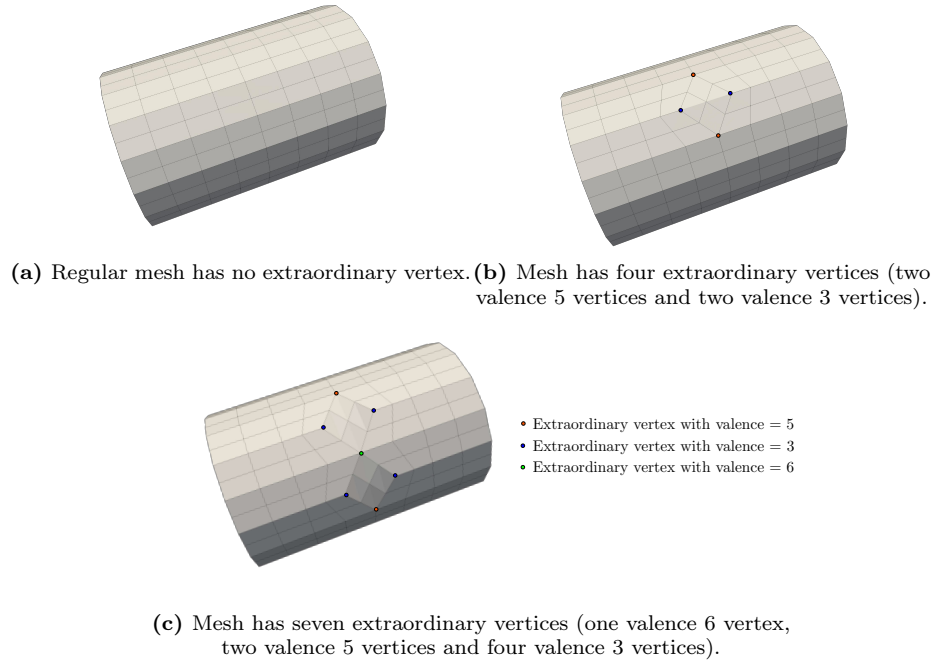 (a) Regular mesh has no extraordinary vertex.
(b) Mesh has four extraordinary vertices (two
valence 5 vertices and two valence 3 vertices).
Extraordinary vertex with valence = 5
Extraordinary vertex with valence = 3
Extraordinary vertex with valence = 6
(c) Mesh has seven extraordinary vertices (one valence 6 vertex,
two valence 5 vertices and four valence 3 vertices).